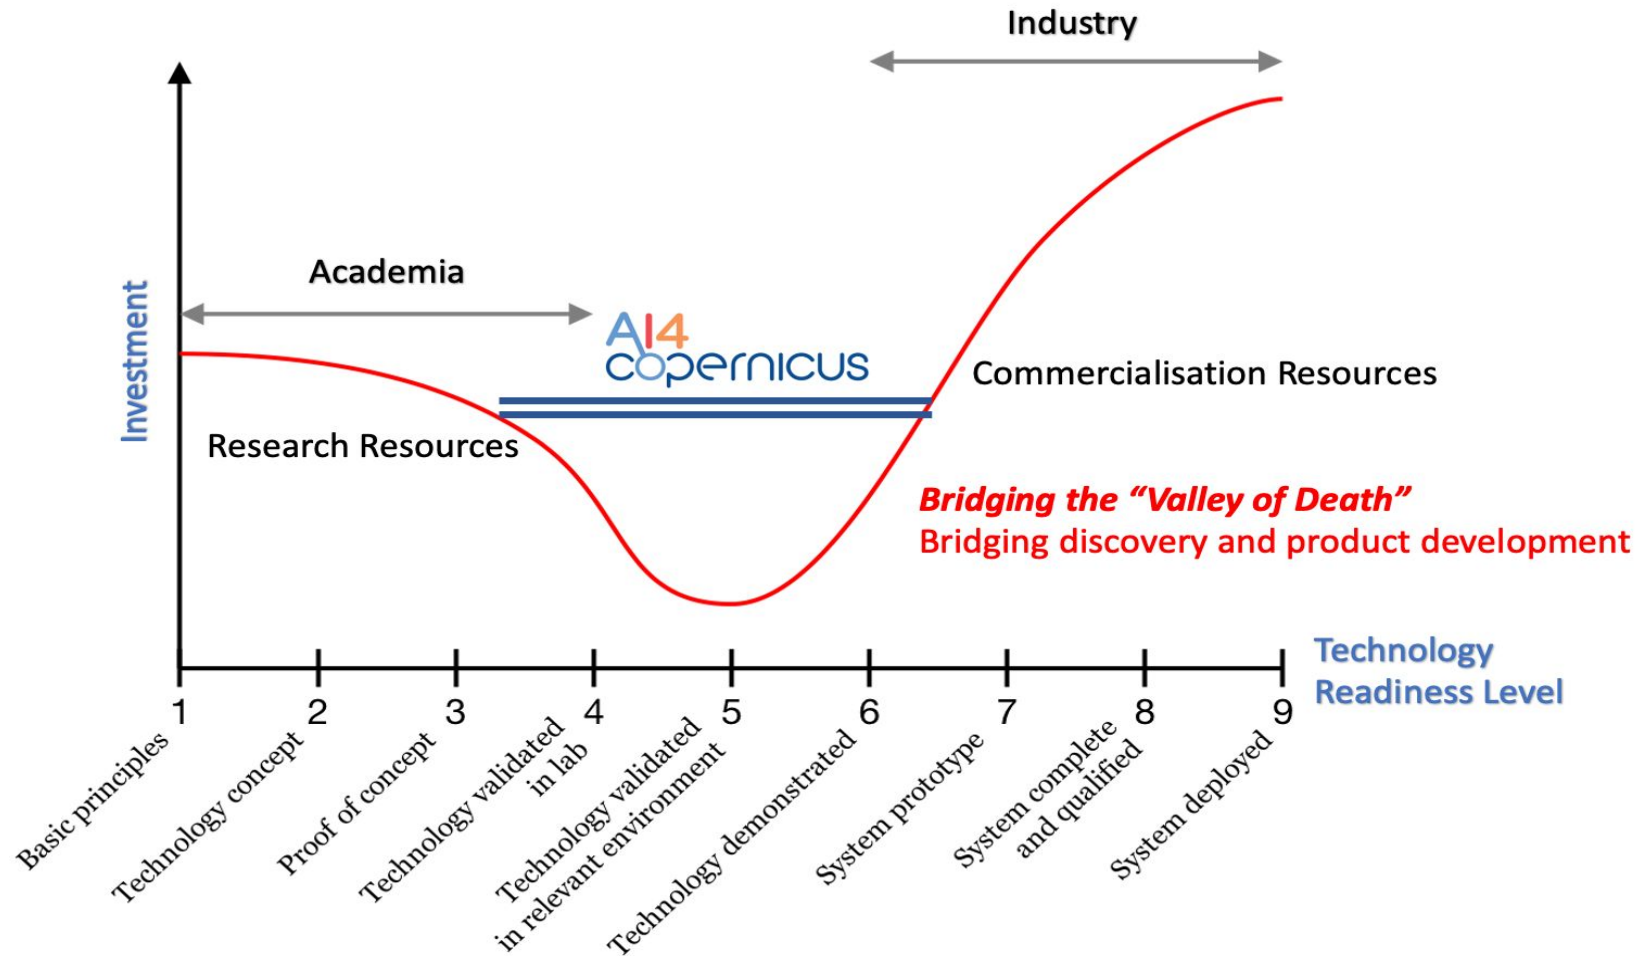 Industry
Academia
AI4
copernicus
Investment
Commercialisation Resources
Research Resources
Bridging the “Valley of Death”
Bridging discovery and product development
Technology
Readiness Level
1
2
3
4
5
6
7
8
9
Basic principles
Technology concept
Proof of concept
Technology validated
in lab
Technology validated
in relevant environment
Technology demonstrated
System prototype
System complete
and qualified
System deployed